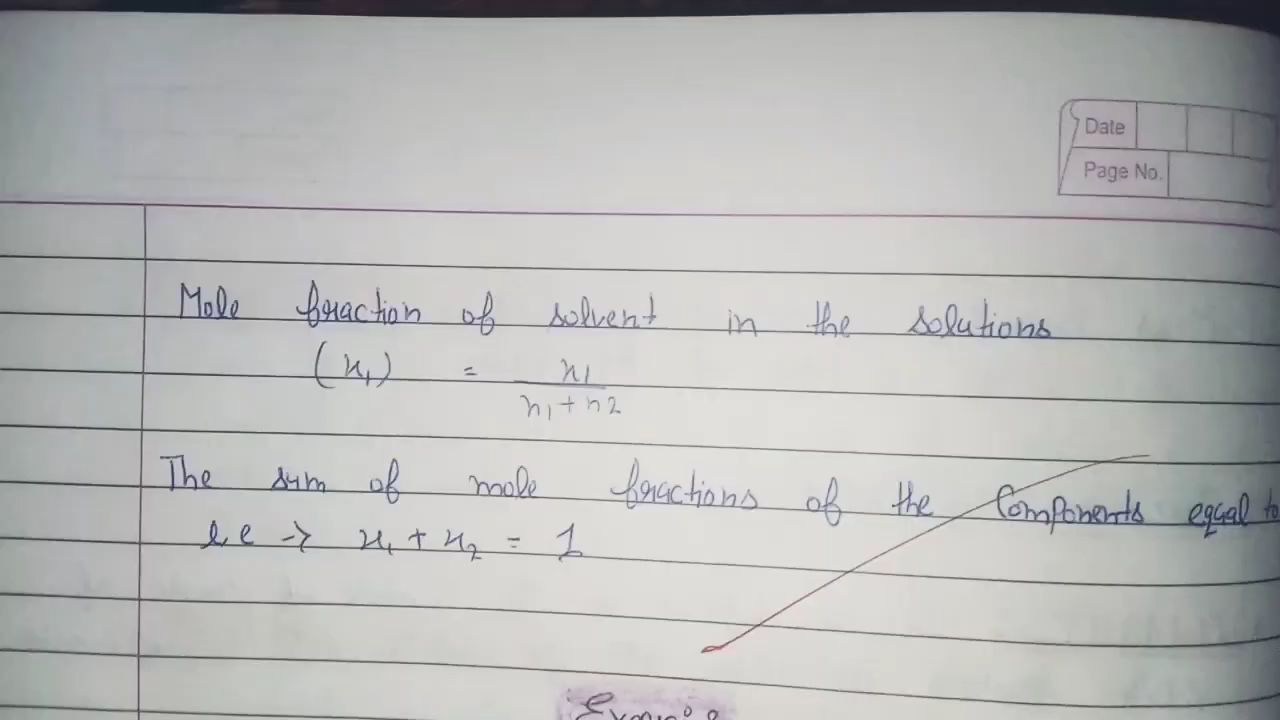 Date
Page No.
Mole fraction of solvent in the solutions
(x₁) = x₁ / n₁ + n2
The sum of mole fractions of the Components equal to
i.e → x₁ + x₂ = 1